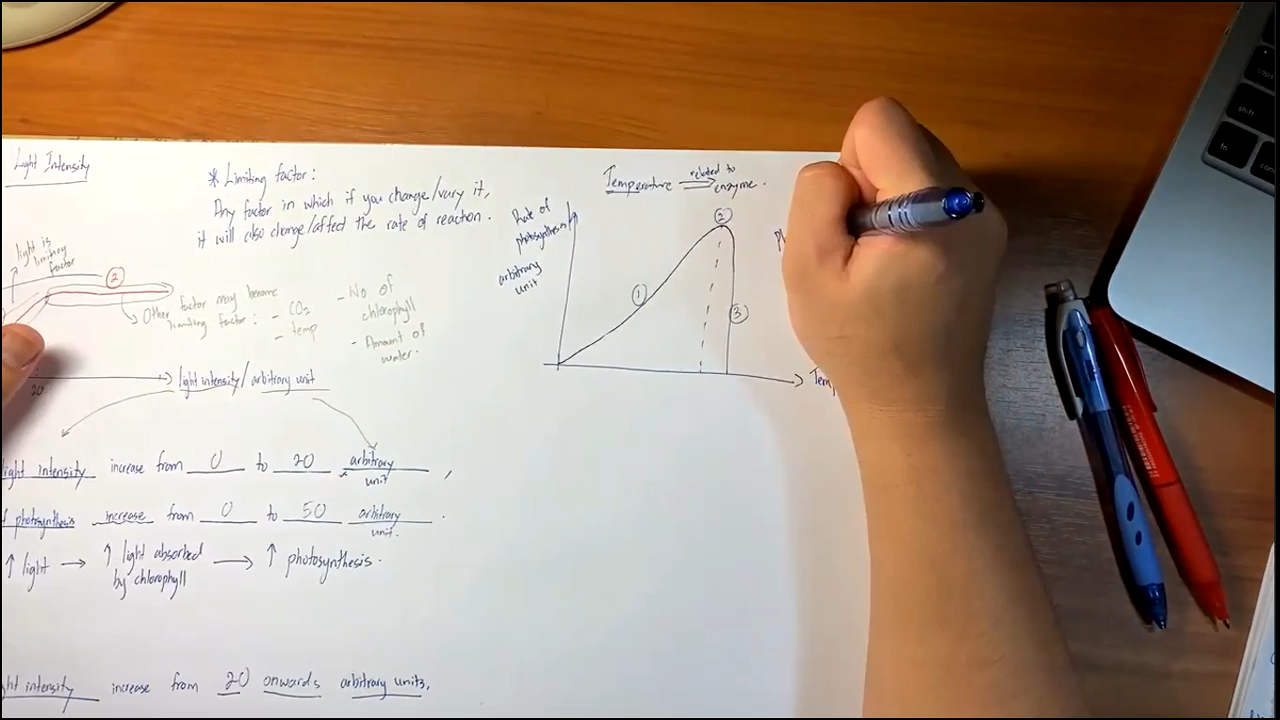 Light Intensity
* Limiting factor:
Any factor in which if you change/vary it,
it will also change/affect the rate of reaction.
light is
limiting
factor
2
Other factor may become
limiting factor:
- CO2
- temp
- No of
chlorophyll
- Amount of
water.
20
light intensity/arbitrary unit
light intensity increase from 0 to 20 arbitrary
unit,
photosynthesis increase from 0 to 50 arbitrary
unit.
↑ light → ↑ light absorbed
by chlorophyll → ↑ photosynthesis.
intensity increase from 20 onwards arbitrary units,
Temperature ⇒ related to
enzyme.
Rate of
photosynthesis/
arbitrary
unit
1
2
3
caps
shift
fn